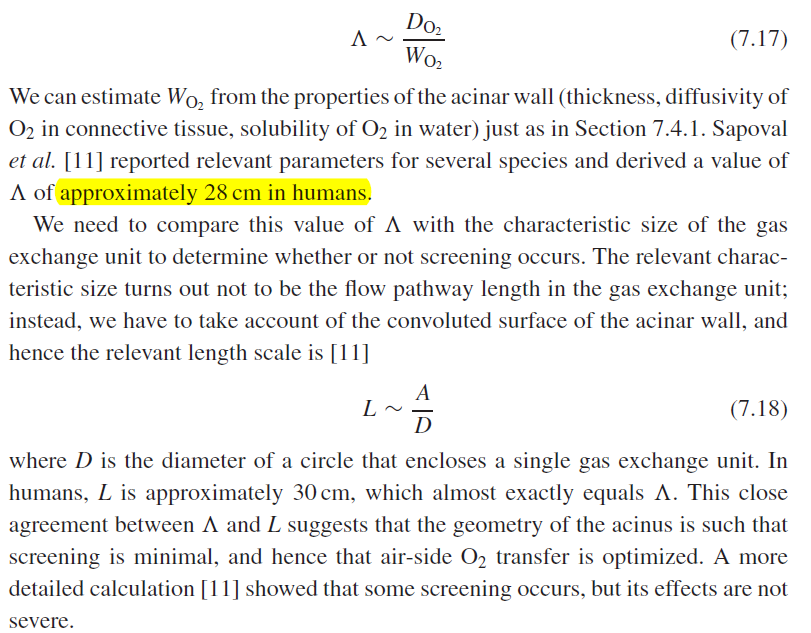 Λ ∼ D_O₂ / W_O₂ (7.17)
We can estimate W_O₂ from the properties of the acinar wall (thickness, diffusivity of
O₂ in connective tissue, solubility of O₂ in water) just as in Section 7.4.1. Sapoval
et al. [11] reported relevant parameters for several species and derived a value of
Λ of approximately 28 cm in humans.
We need to compare this value of Λ with the characteristic size of the gas
exchange unit to determine whether or not screening occurs. The relevant charac-
teristic size turns out not to be the flow pathway length in the gas exchange unit;
instead, we have to take account of the convoluted surface of the acinar wall, and
hence the relevant length scale is [11]
L ∼ A / D (7.18)
where D is the diameter of a circle that encloses a single gas exchange unit. In
humans, L is approximately 30 cm, which almost exactly equals Λ. This close
agreement between Λ and L suggests that the geometry of the acinus is such that
screening is minimal, and hence that air-side O₂ transfer is optimized. A more
detailed calculation [11] showed that some screening occurs, but its effects are not
severe.